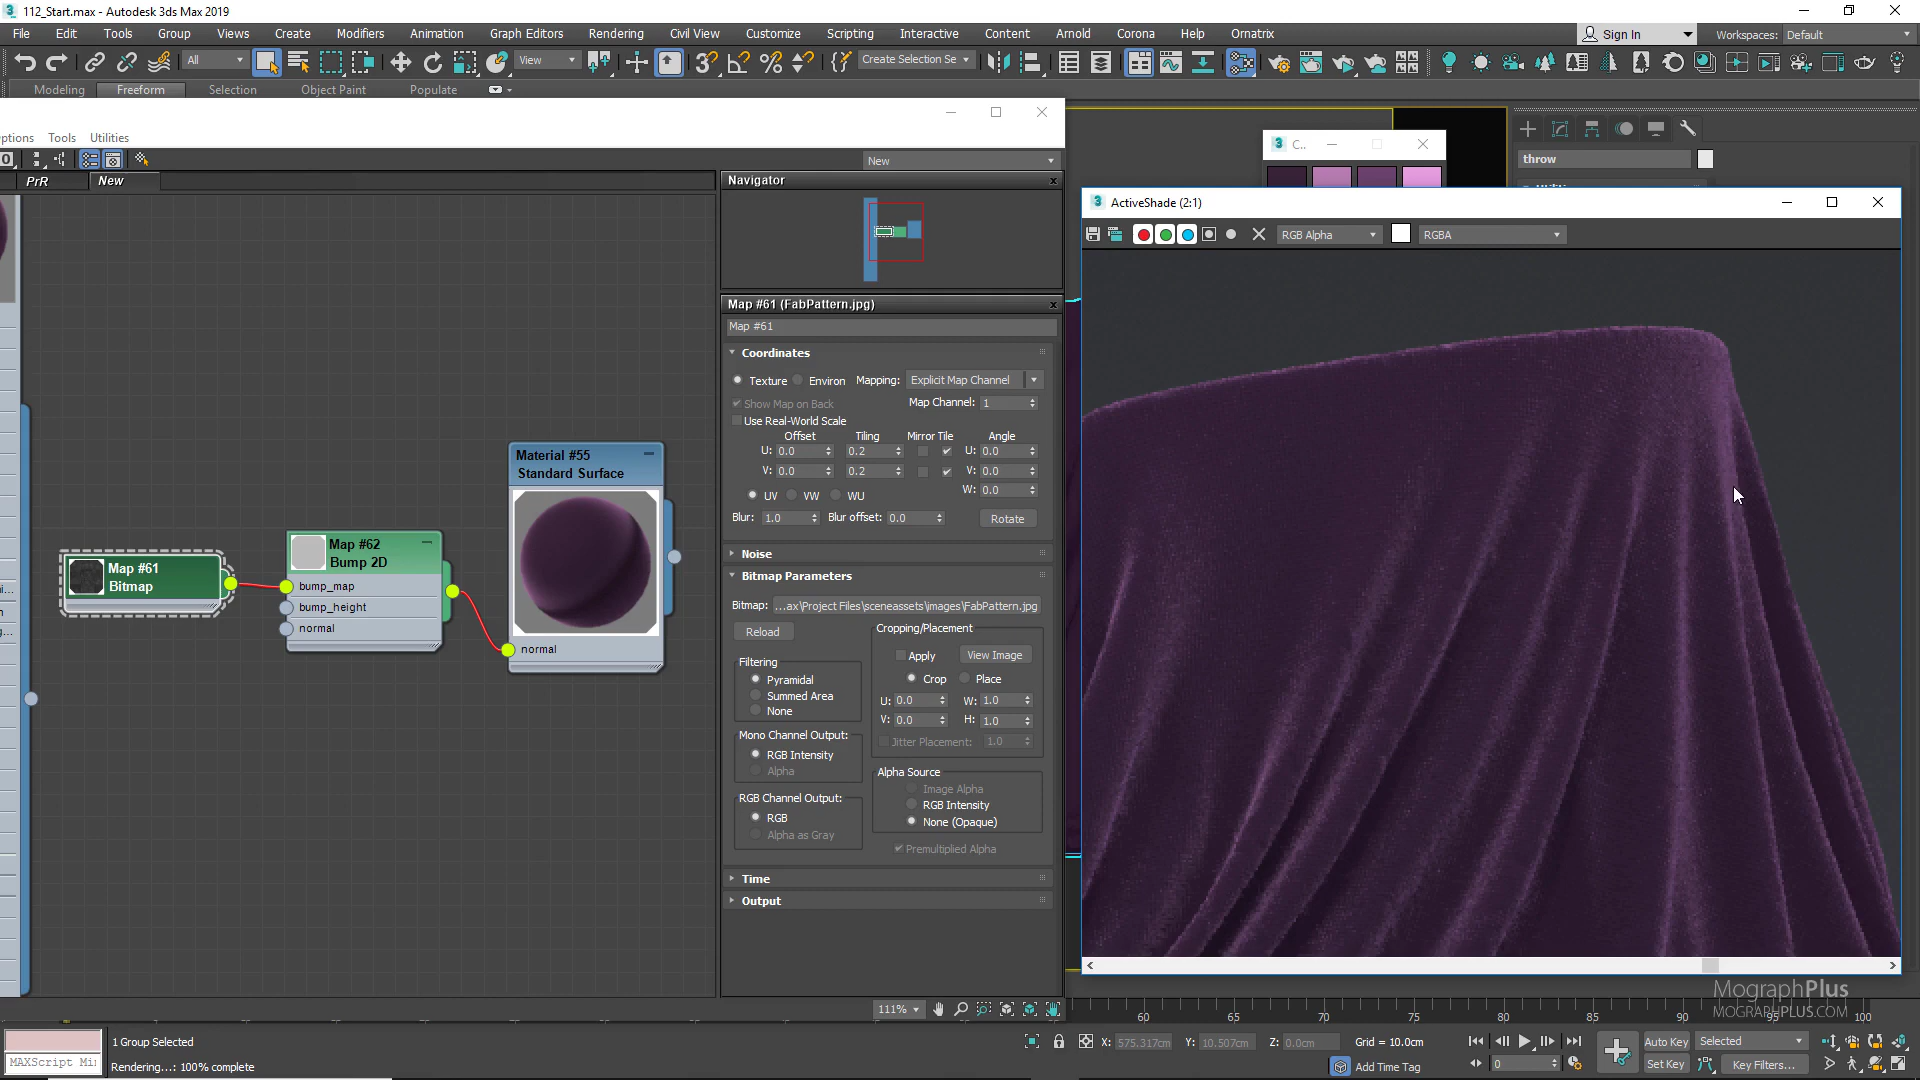 112_Start.max - Autodesk 3ds Max 2019
File Edit Tools Group Views Create Modifiers Animation Graph Editors Rendering Civil View Customize Scripting Interactive Content Arnold Corona Help Ornatrix
Sign In
Workspaces: Default
All
View
Create Selection Se
Modeling Freeform Selection Object Paint Populate
ptions Tools Utilities
New
PrR New
Navigator
Map #61 (FabPattern.jpg)
Map #61
Coordinates
Texture Environ Mapping: Explicit Map Channel
Show Map on Back Map Channel: 1
Use Real-World Scale
Offset Tiling Mirror Tile Angle
U: 0.0 0.2 U: 0.0
V: 0.0 0.2 V: 0.0
W: 0.0
UV VW WU
Blur: 1.0 Blur offset: 0.0 Rotate
Noise
Bitmap Parameters
Bitmap: ...ax\Project Files\sceneassets\images\FabPattern.jpg
Reload
Cropping/Placement
Apply View Image
Crop Place
U: 0.0 W: 1.0
V: 0.0 H: 1.0
Jitter Placement: 1.0
Filtering
Pyramidal
Summed Area
None
Mono Channel Output:
RGB Intensity
Alpha
RGB Channel Output:
RGB
Alpha as Gray
Alpha Source
Image Alpha
RGB Intensity
None (Opaque)
Premultiplied Alpha
Time
Output
111%
Map #61
Bitmap
Map #62
Bump 2D
bump_map
bump_height
normal
Material #55
Standard Surface
normal
C..
throw
ActiveShade (2:1)
RGB Alpha
RGBA
MographPlus
MOGRAPHPLUS.COM
60 65 70 75 80 85 90 95 100
1 Group Selected
MAXScript Mi
Rendering...: 100% complete
X: 575.317cm Y: 10.507cm Z: 0.0cm Grid = 10.0cm
Add Time Tag
0
Auto Key Selected
Set Key Key Filters...